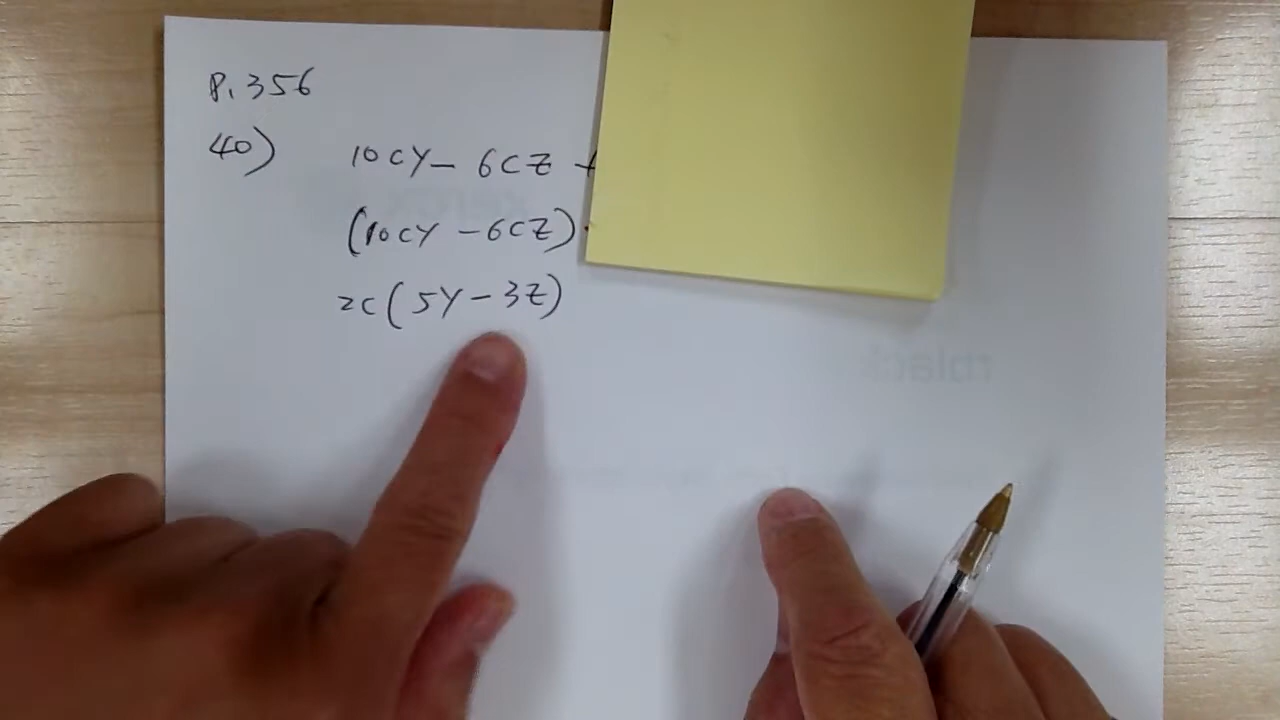 P. 356
40) 10CY - 6CZ +
(10CY - 6CZ)
2C(5Y - 3Z)